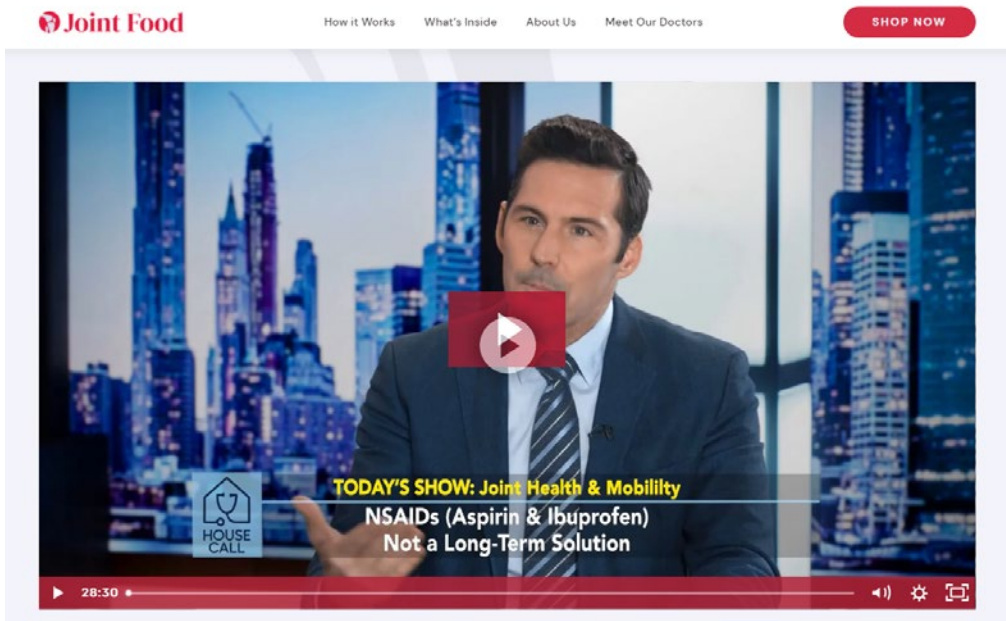 Joint Food
How it Works What's Inside About Us Meet Our Doctors
SHOP NOW
TODAY'S SHOW: Joint Health & Mobililty
NSAIDs (Aspirin & Ibuprofen)
Not a Long-Term Solution
HOUSE
CALL
28:30